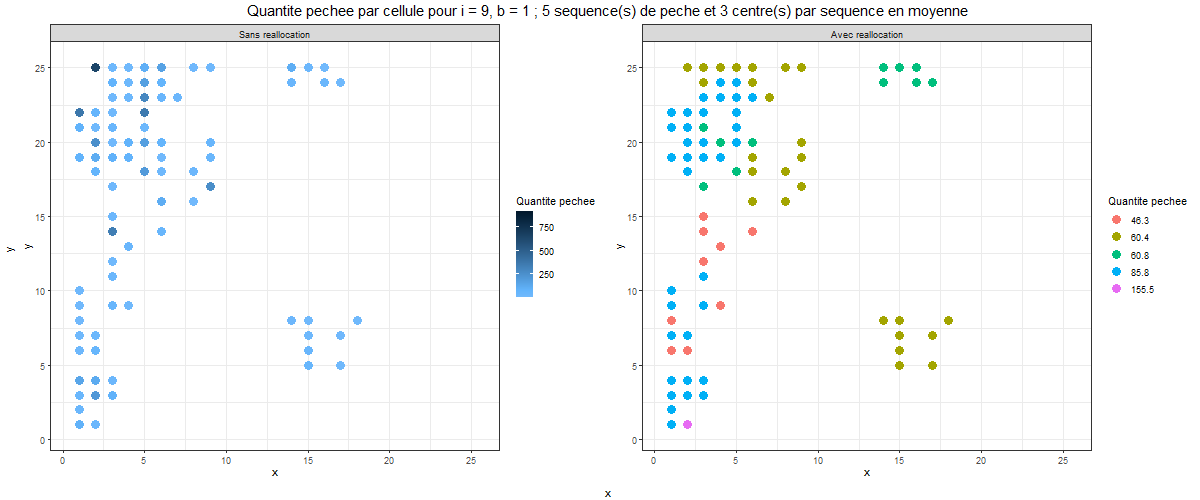 Quantite pechee par cellule pour i = 9, b = 1 ; 5 sequence(s) de peche et 3 centre(s) par sequence en moyenne
Sans reallocation
Avec reallocation
25
20
15
10
5
0
0
5
10
15
20
25
x
y
y
Quantite pechee
750
500
250
25
20
15
10
5
0
0
5
10
15
20
25
x
y
Quantite pechee
46.3
60.4
60.8
85.8
155.5
x